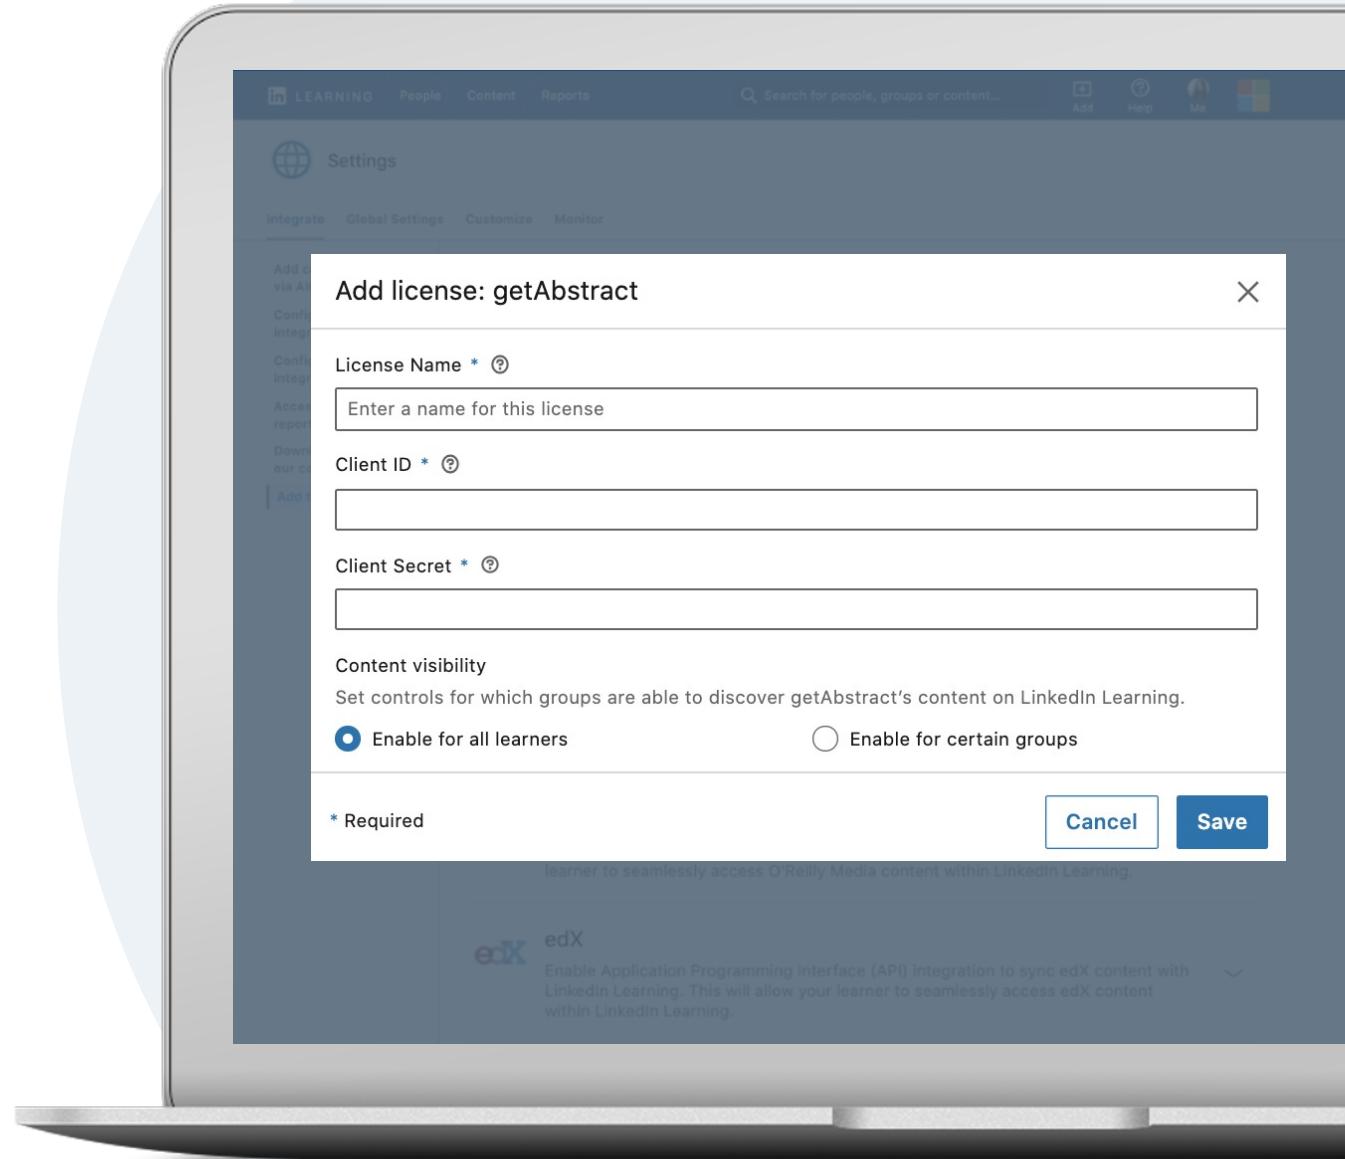 in LEARNING People Content Reports Search for people, groups or content... Add Help Me
Settings
Integrate Global Settings Customize Monitor
Add
via
Add license: getAbstract
License Name * ?
Enter a name for this license
Client ID * ?
Client Secret * ?
Content visibility
Set controls for which groups are able to discover getAbstract’s content on LinkedIn Learning.
Enable for all learners Enable for certain groups
* Required Cancel Save
learner to seamlessly access O'Reilly Media content within LinkedIn Learning.
edX edX
Enable Application Programming Interface (API) integration to sync edX content with
LinkedIn Learning. This will allow your learner to seamlessly access edX content
within LinkedIn Learning.